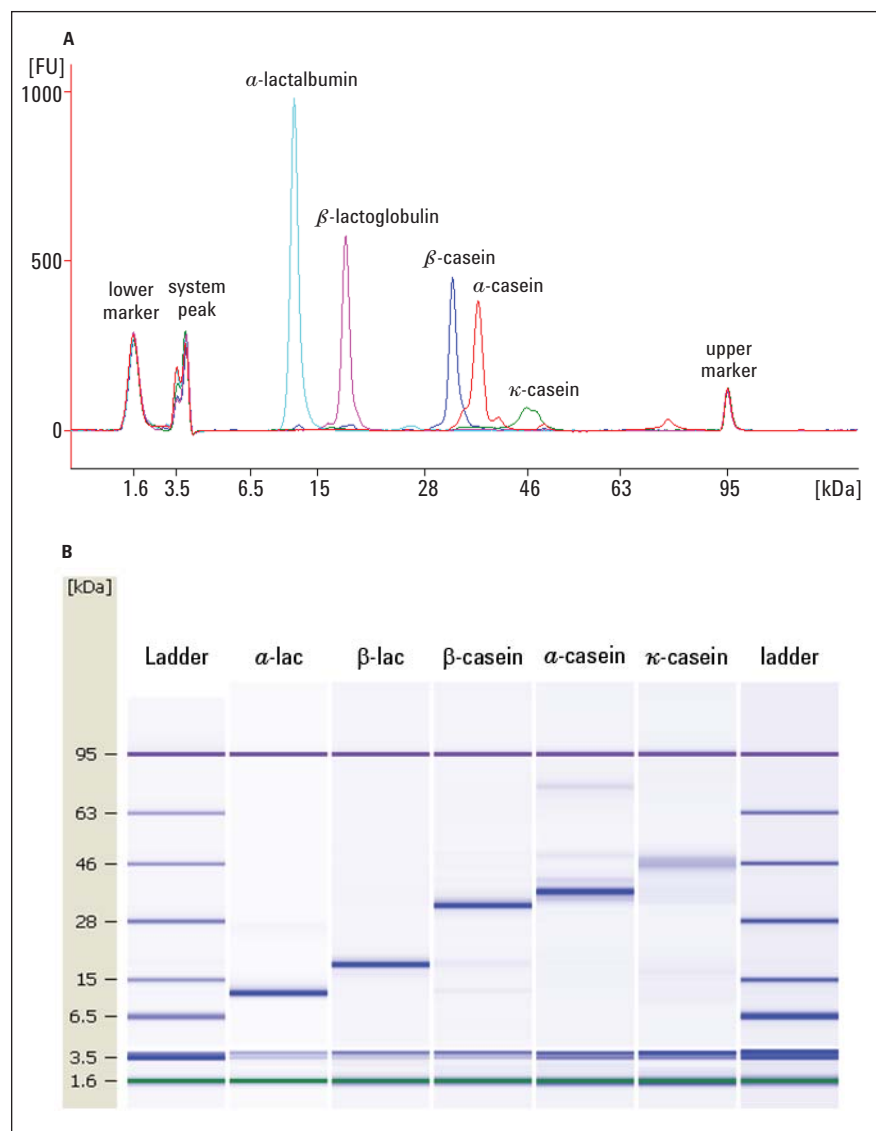 A
[FU]
α-lactalbumin
1000
β-lactoglobulin
500
β-casein
lower
marker
system
peak
α-casein
κ-casein
upper
marker
0
1.6 3.5 6.5 15 28 46 63 95 [kDa]
B
[kDa]
Ladder α-lac β-lac β-casein α-casein κ-casein ladder
95
63
46
28
15
6.5
3.5
1.6